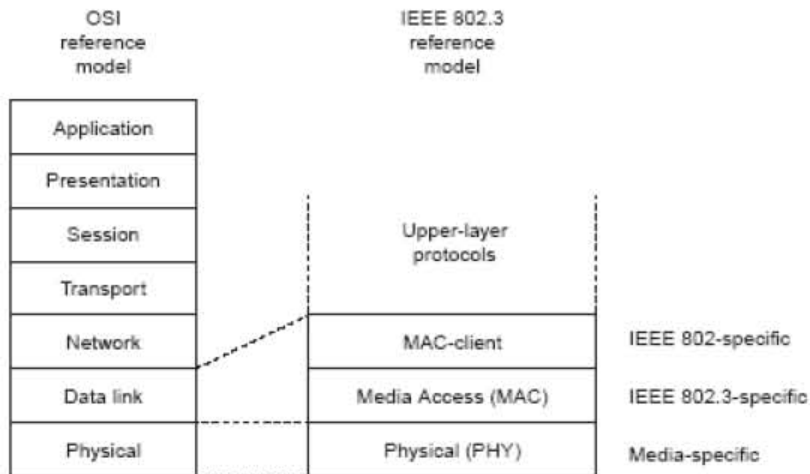 OSI
reference
model
IEEE 802.3
reference
model
Application
Presentation
Session
Transport
Network
Data link
Physical
Upper-layer
protocols
MAC-client
IEEE 802-specific
Media Access (MAC)
IEEE 802.3-specific
Physical (PHY)
Media-specific